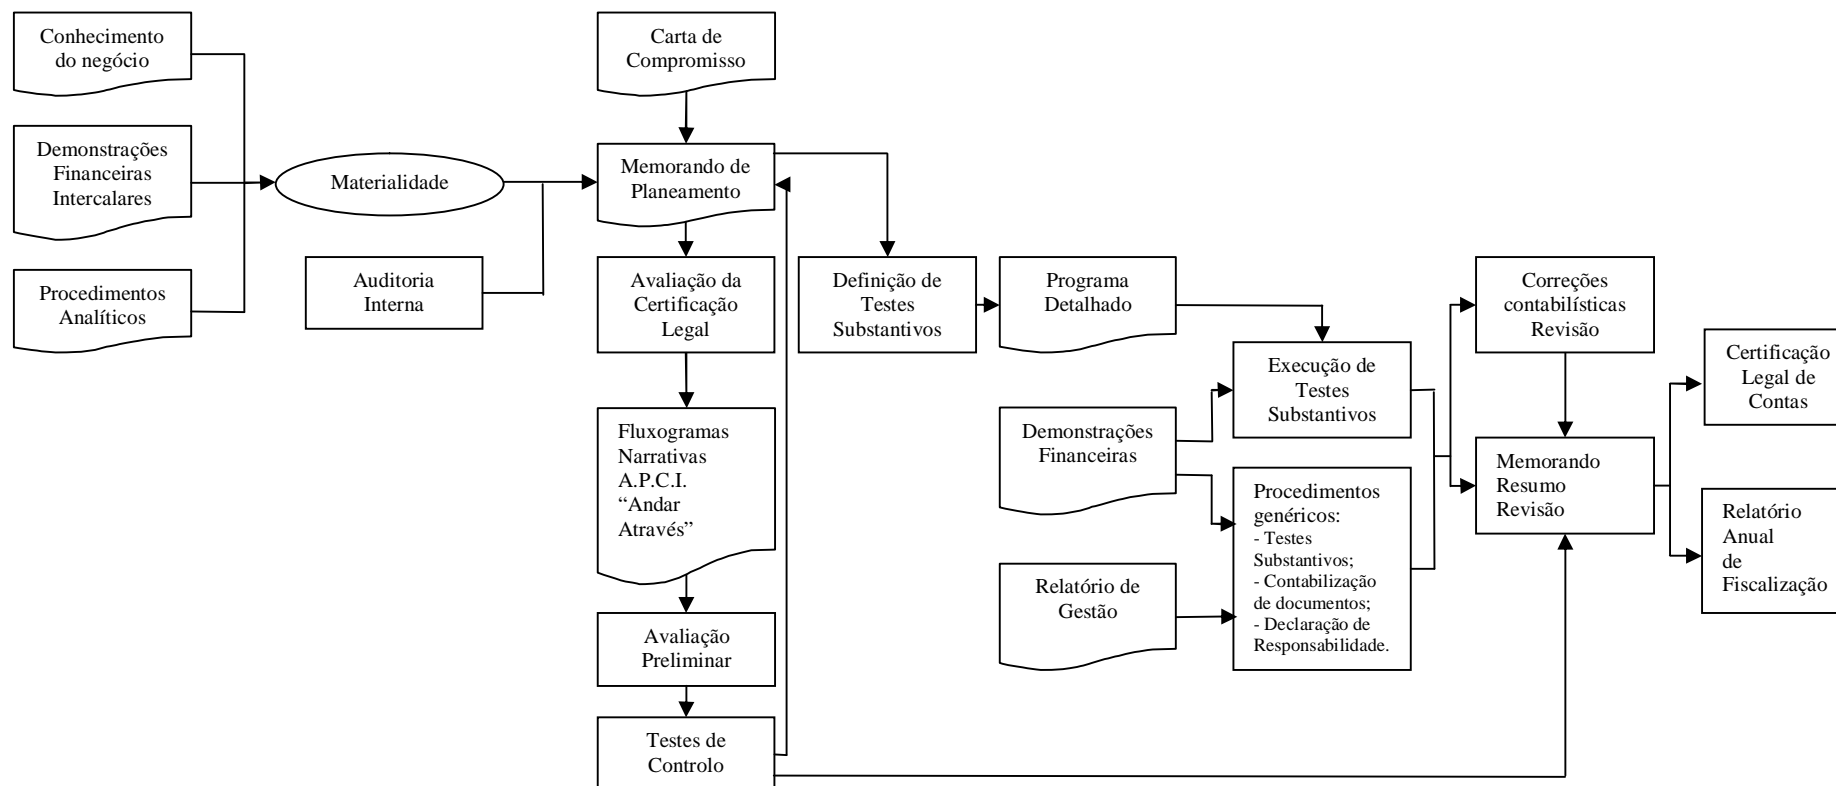 Conhecimento
do negócio
Demonstrações
Financeiras
Intercalares
Procedimentos
Analíticos
Materialidade
Auditoria
Interna
Carta de
Compromisso
Memorando de
Planeamento
Avaliação da
Certificação
Legal
Fluxogramas
Narrativas
A.P.C.I.
“Andar
Através”
Avaliação
Preliminar
Testes de
Controlo
Definição de
Testes
Substantivos
Programa
Detalhado
Demonstrações
Financeiras
Relatório de
Gestão
Execução de
Testes
Substantivos
Procedimentos
genéricos:
- Testes
Substantivos;
- Contabilização
de documentos;
- Declaração de
Responsabilidade.
Correções
contabilísticas
Revisão
Memorando
Resumo
Revisão
Certificação
Legal de
Contas
Relatório
Anual
de
Fiscalização